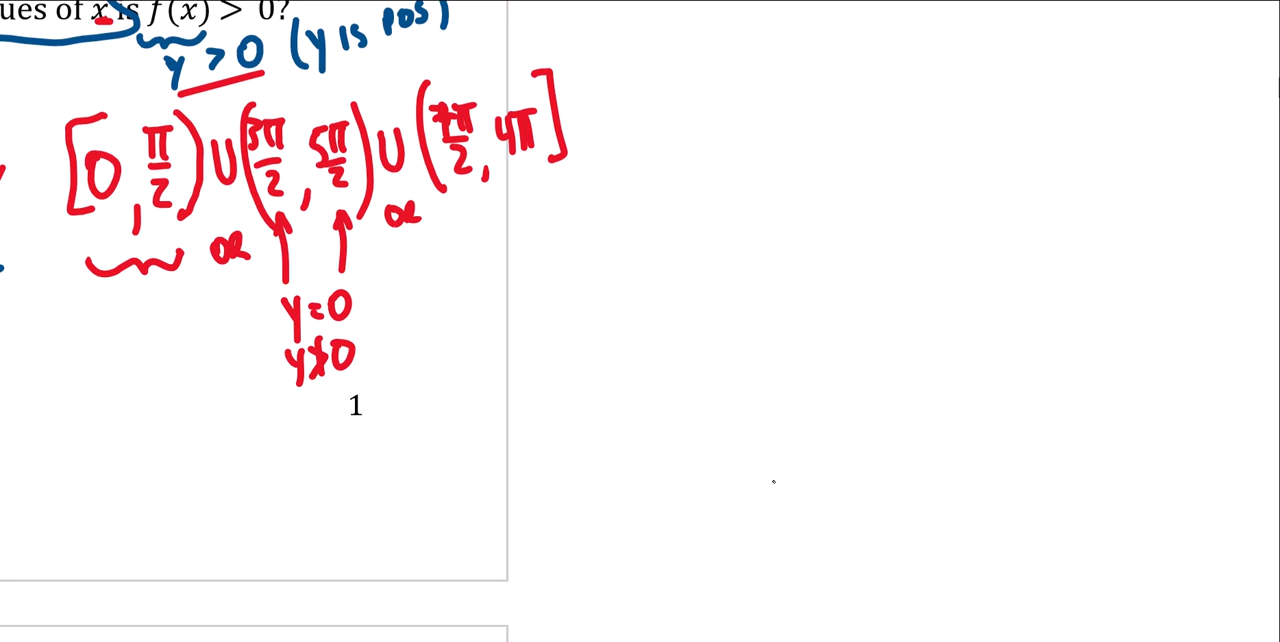 ues of x is f(x) > 0?
y > 0 (y is pos)
[0, π/2) ∪ (3π/2, 5π/2) ∪ (7π/2, 4π]
OR OR
y = 0
y ≯ 0
1